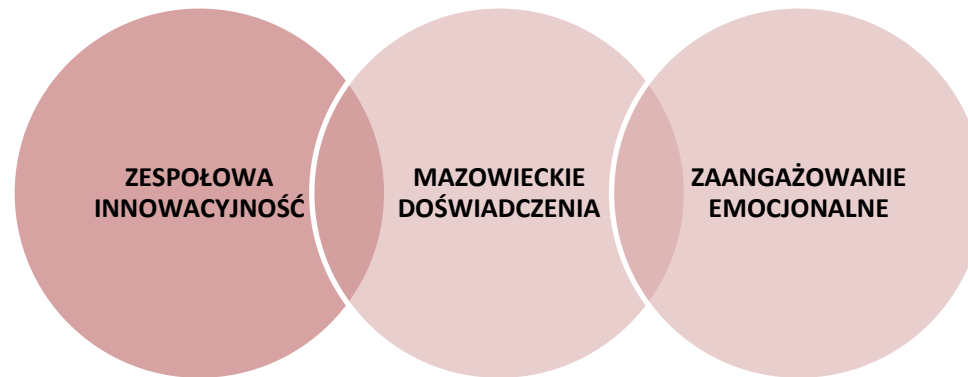 ZESPOŁOWA
INNOWACYJNOŚĆ
MAZOWIECKIE
DOŚWIADCZENIA
ZAANGAŻOWANIE
EMOCJONALNE